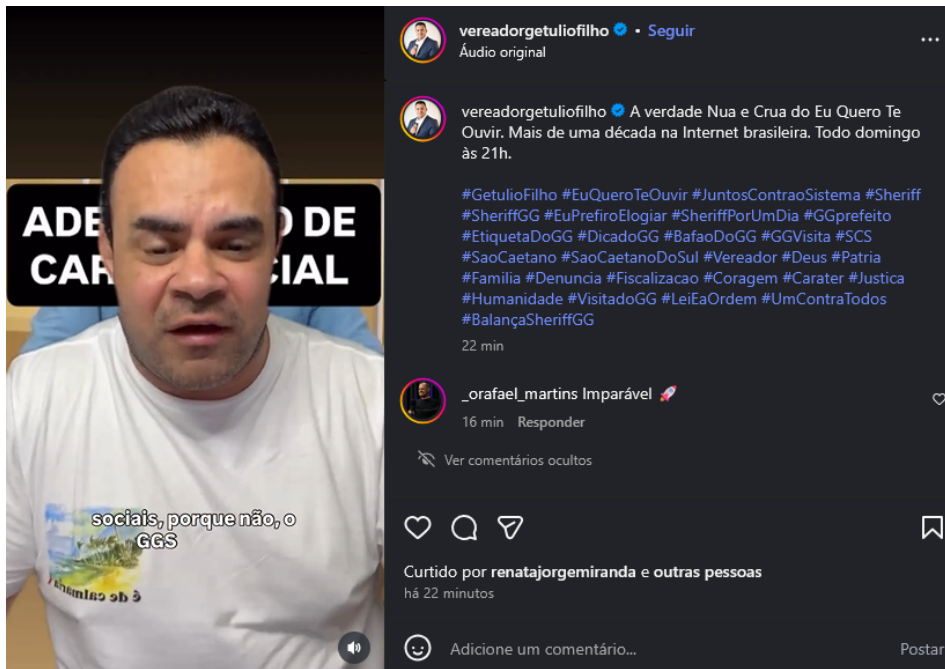 vereadorgetuliofilho • Seguir
Áudio original
vereadorgetuliofilho A verdade Nua e Crua do Eu Quero Te
Ouvir. Mais de uma década na Internet brasileira. Todo domingo
às 21h.
#GetulioFilho #EuQueroTeOuvir #JuntosContraoSistema #Sheriff
#SheriffGG #EuPrefiroElogiar #SheriffPorUmDia #GGprefeito
#EtiquetaDoGG #DicadoGG #BafaoDoGG #GGVisita #SCS
#SaoCaetano #SaoCaetanoDoSul #Vereador #Deus #Patria
#Familia #Denuncia #Fiscalizacao #Coragem #Carater #Justica
#Humanidade #VisitadoGG #LeiEaOrdem #UmContraTodos
#BalançaSheriffGG
22 min
_orafael_martins Imparável 🚀
16 min Responder
Ver comentários ocultos
Curtido por renatajorgemiranda e outras pessoas
há 22 minutos
Adicione um comentário... Postar
DE
sociais, porque não, o
GGS
é de calmaria